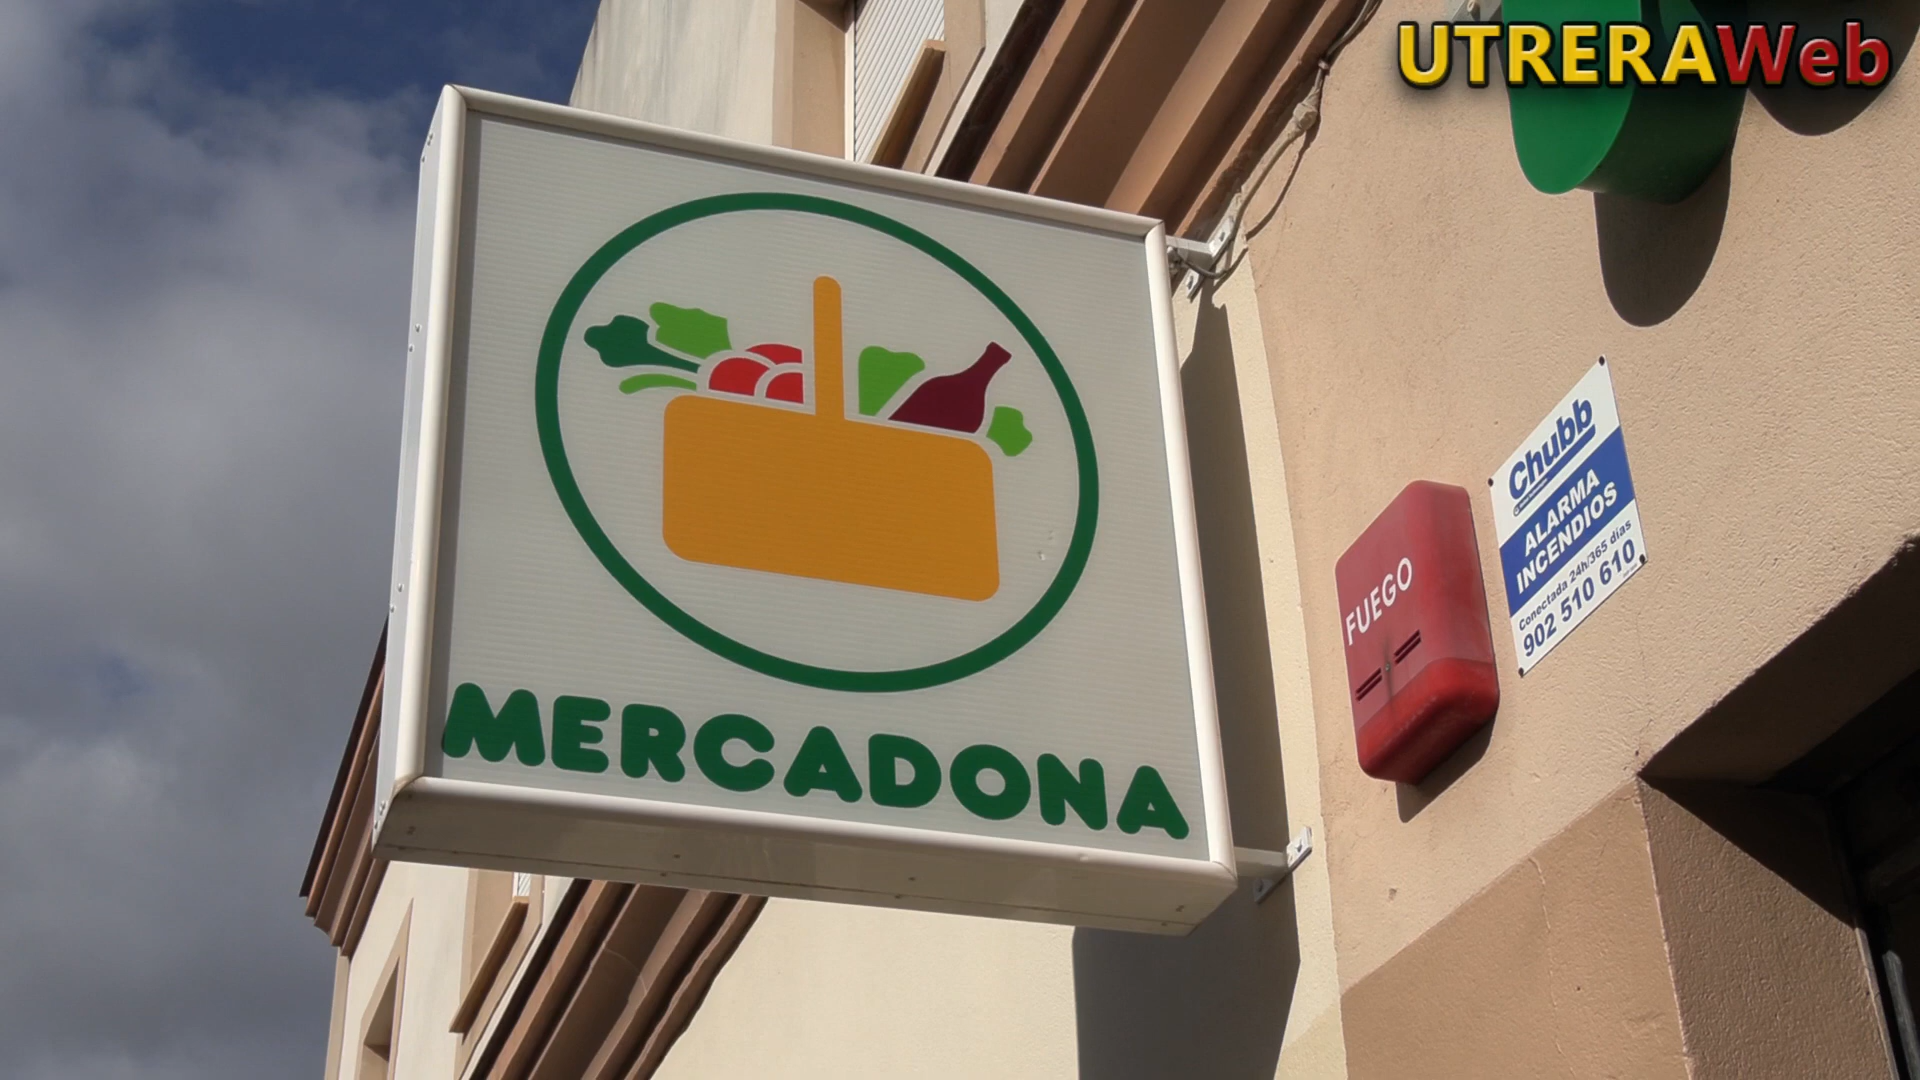 UTRERAWeb
MERCADONA
FUEGO
Chubb
ALARMA
INCENDIOS
Conectada 24h/365 días
902 510 610